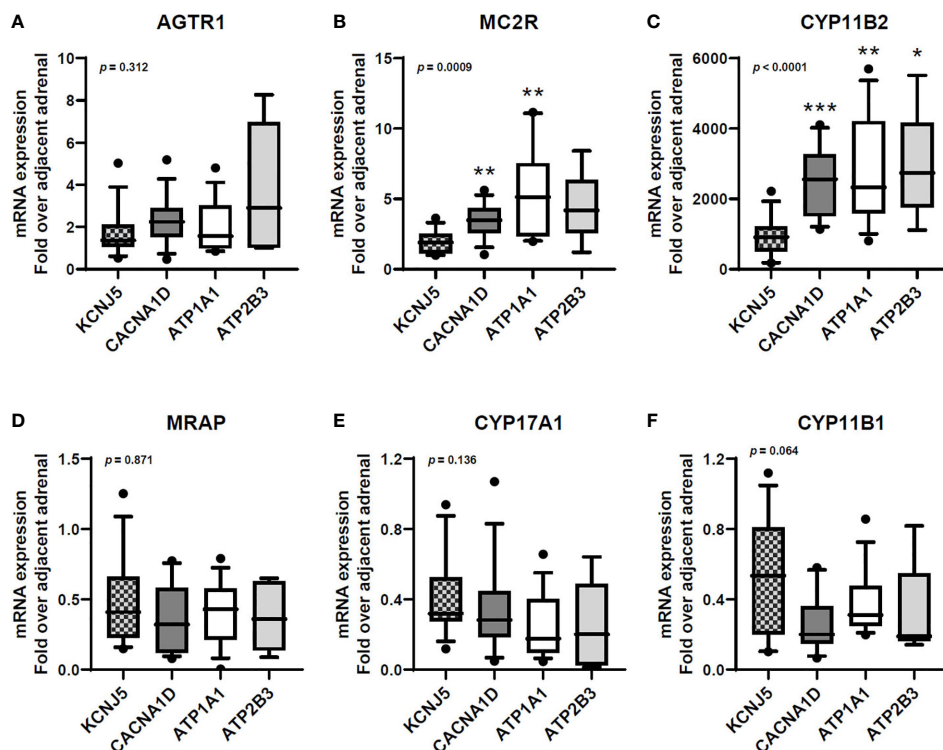 A
AGTR1
mRNA expression
Fold over adjacent adrenal
p = 0.312
10
8
6
4
2
0
KCNJ5
CACNA1D
ATP1A1
ATP2B3
B
MC2R
mRNA expression
Fold over adjacent adrenal
p = 0.0009
**
**
15
10
5
0
KCNJ5
CACNA1D
ATP1A1
ATP2B3
C
CYP11B2
mRNA expression
Fold over adjacent adrenal
p < 0.0001
***
**
*
6000
4000
2000
0
KCNJ5
CACNA1D
ATP1A1
ATP2B3
D
MRAP
mRNA expression
Fold over adjacent adrenal
p = 0.871
1.5
1.0
0.5
0.0
KCNJ5
CACNA1D
ATP1A1
ATP2B3
E
CYP17A1
mRNA expression
Fold over adjacent adrenal
p = 0.136
1.2
0.8
0.4
0.0
KCNJ5
CACNA1D
ATP1A1
ATP2B3
F
CYP11B1
mRNA expression
Fold over adjacent adrenal
p = 0.064
1.2
0.8
0.4
0.0
KCNJ5
CACNA1D
ATP1A1
ATP2B3